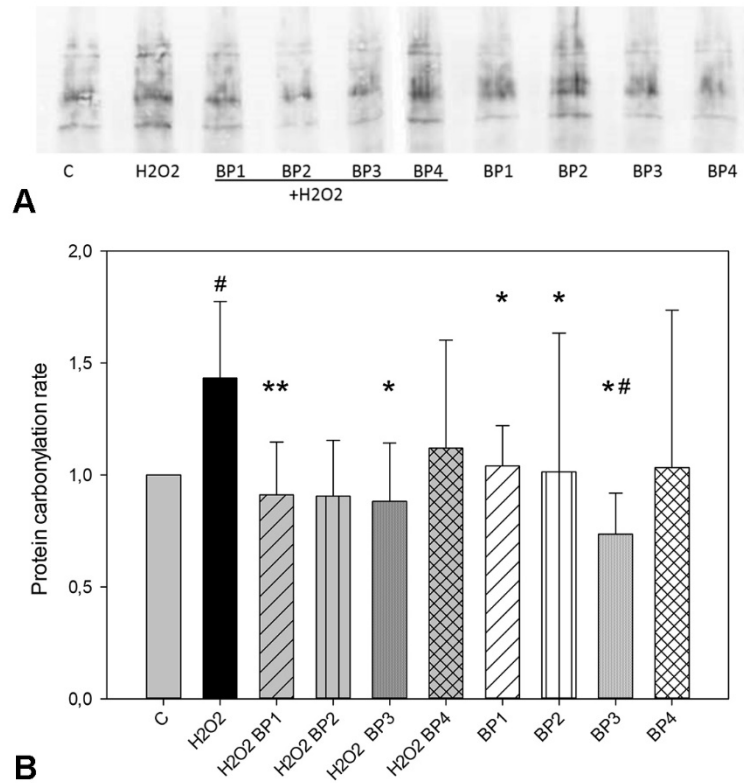 C H2O2 BP1 BP2 BP3 BP4 BP1 BP2 BP3 BP4
+H2O2
A
2,0
1,5
1,0
0,5
0,0
Protein carbonylation rate
#
**
*
*
*
*#
C
H2O2
H2O2 BP1
H2O2 BP2
H2O2 BP3
H2O2 BP4
BP1
BP2
BP3
BP4
B